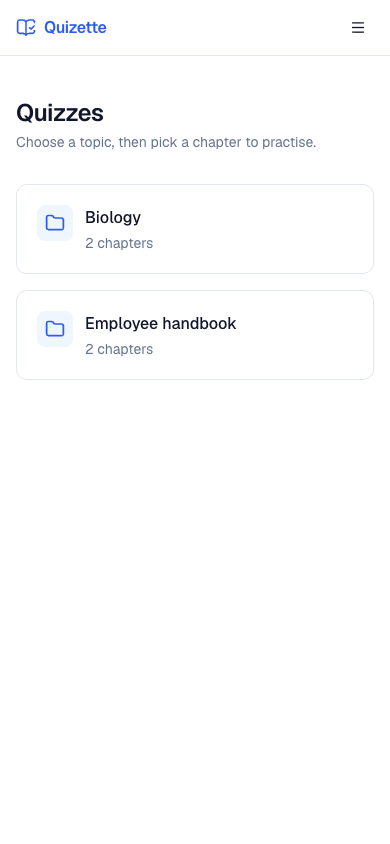 Quizette
Quizzes
Choose a topic, then pick a chapter to practise.
Biology
2 chapters
Employee handbook
2 chapters